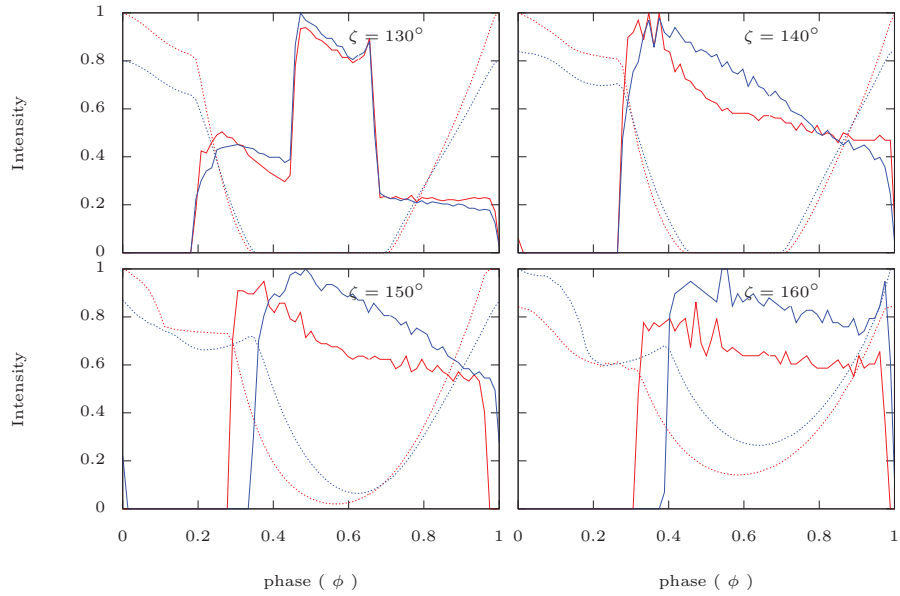 1
ζ = 130°
ζ = 140°
0.8
0.6
Intensity
0.4
0.2
0
1
ζ = 150°
ζ = 160°
0.8
0.6
Intensity
0.4
0.2
0
0 0.2 0.4 0.6 0.8 1 0 0.2 0.4 0.6 0.8 1
phase ( ϕ ) phase ( ϕ )